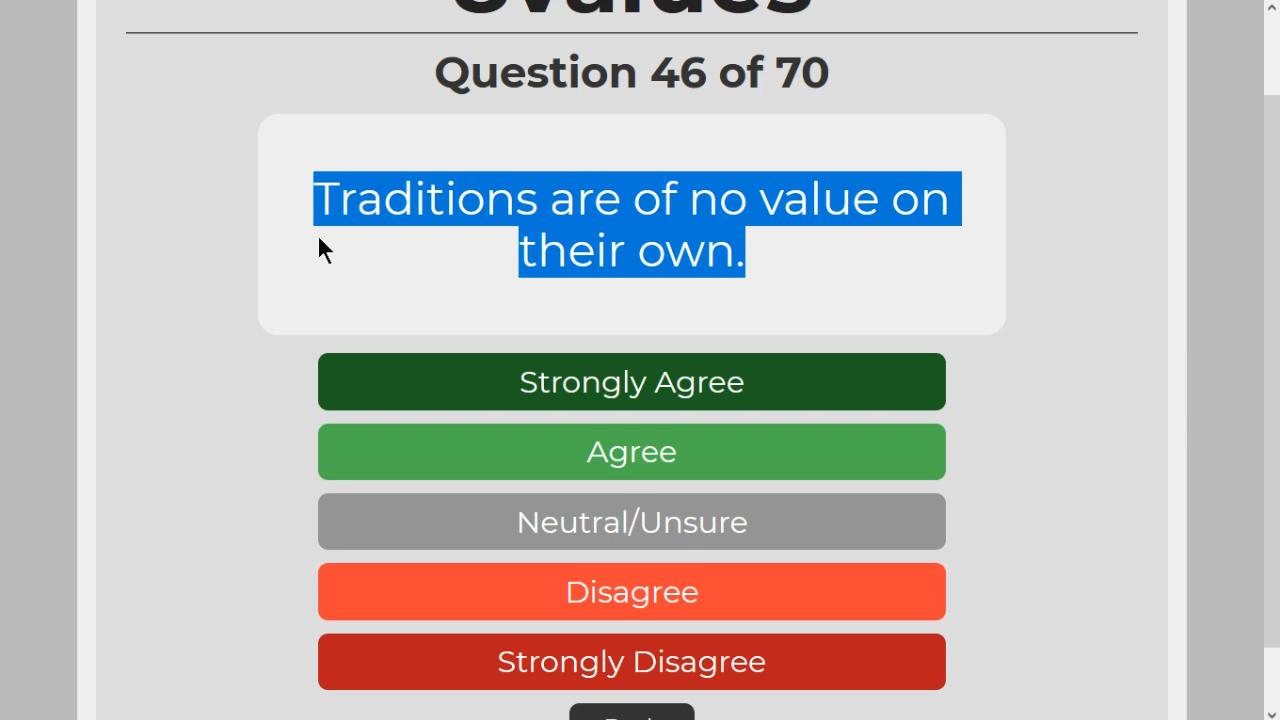 Question 46 of 70
Traditions are of no value on
their own.
Strongly Agree
Agree
Neutral/Unsure
Disagree
Strongly Disagree